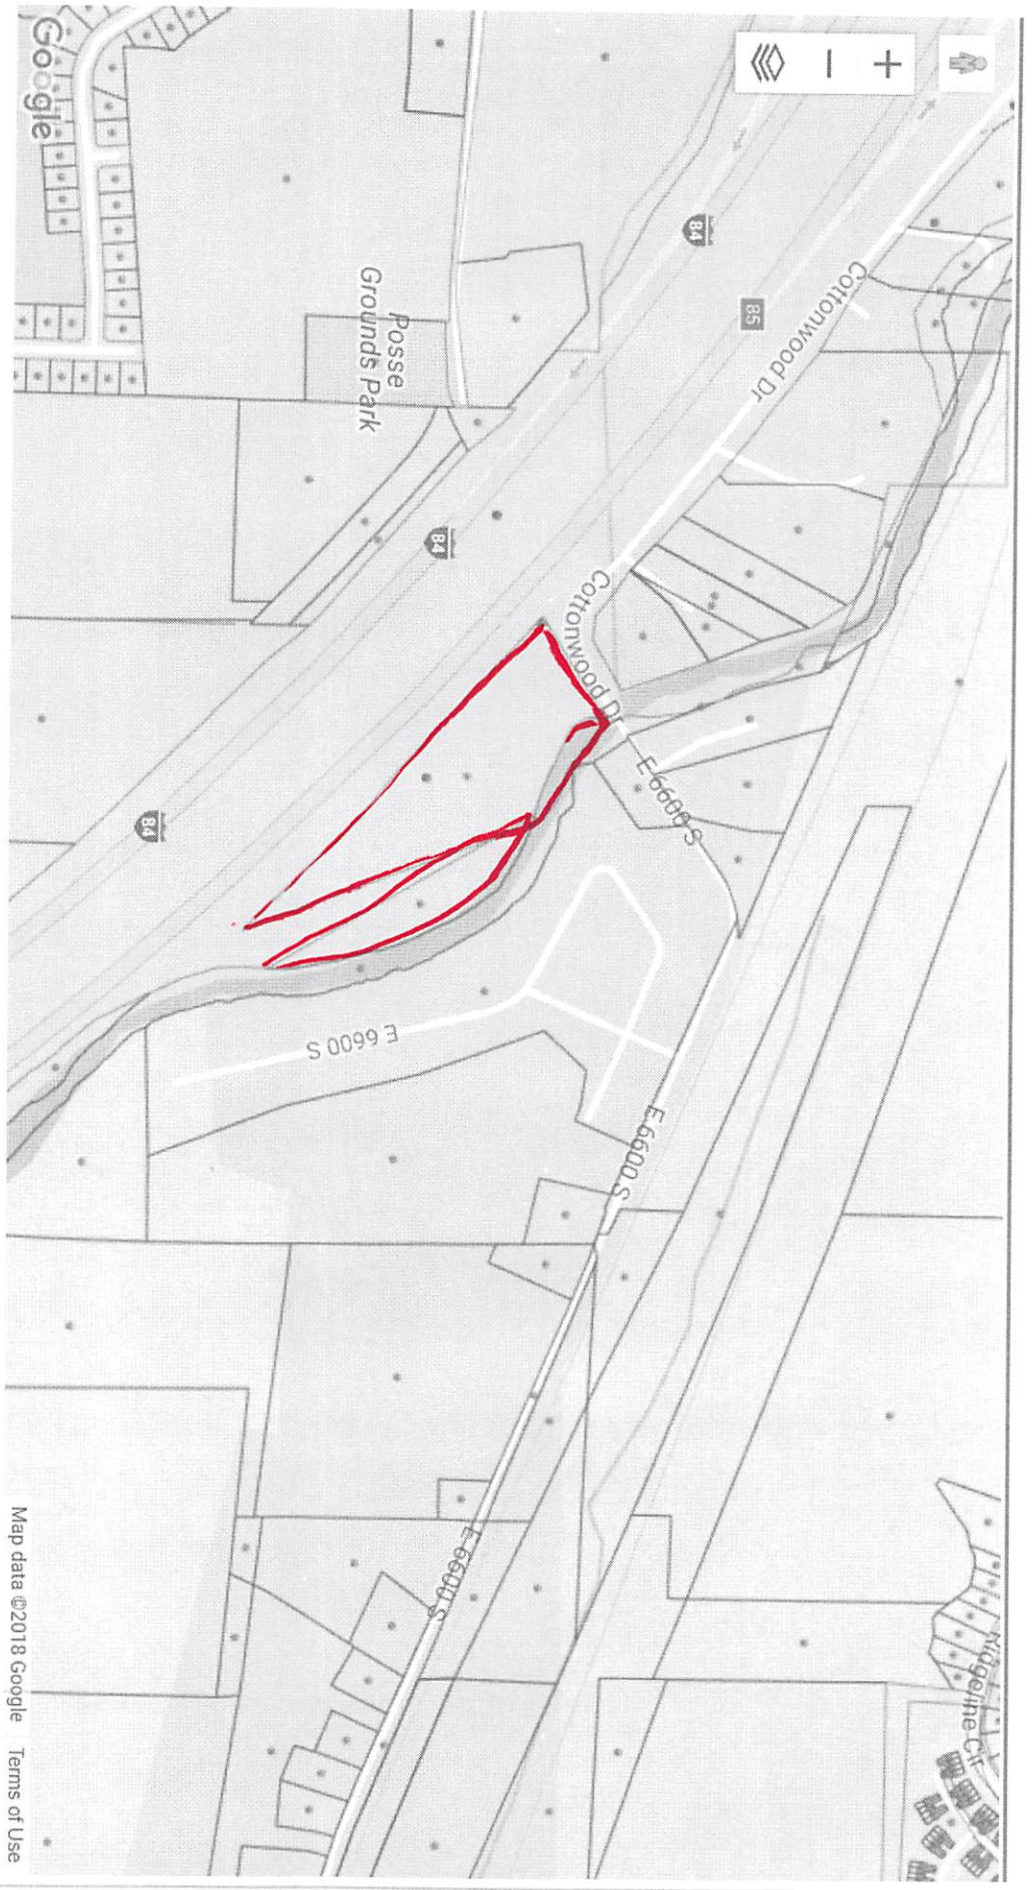 Cottonwood Dr
84
85
Cottonwood Dr
E 6600 S
84
Posse
Grounds Park
84
E 6600 S
E 6600 S
E 6600 S
Ridgeline Cir
Google
Map data ©2018 Google
Terms of Use